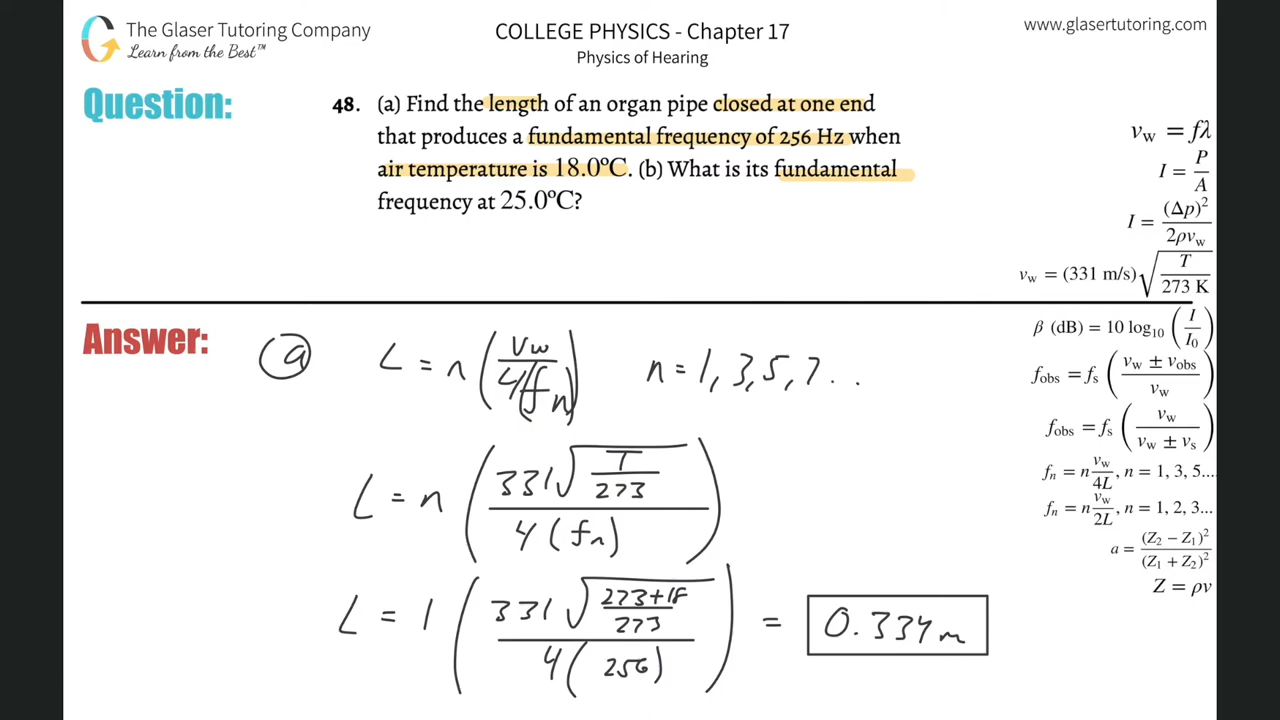 The Glaser Tutoring Company
Learn from the Best™
COLLEGE PHYSICS - Chapter 17
Physics of Hearing
www.glasertutoring.com
Question:
48. (a) Find the length of an organ pipe closed at one end
that produces a fundamental frequency of 256 Hz when
air temperature is 18.0ºC. (b) What is its fundamental
frequency at 25.0ºC?
v_w = fλ
I = P/A
I = (Δp)²/2ρv_w
v_w = (331 m/s)√(T/273 K)
β (dB) = 10 log₁₀(I/I₀)
f_obs = f_s((v_w ± v_obs)/v_w)
f_obs = f_s(v_w/(v_w ± v_s))
f_n = n v_w/4L, n = 1, 3, 5...
f_n = n v_w/2L, n = 1, 2, 3...
a = (Z₂ − Z₁)²/(Z₁ + Z₂)²
Z = ρv
Answer:
(a) L = n(v_w/4(f_n)) n = 1, 3, 5, 7...
L = n(331√(T/273)/4(f_n))
L = 1(331√((273+18)/273)/4(256)) = 0.334 m